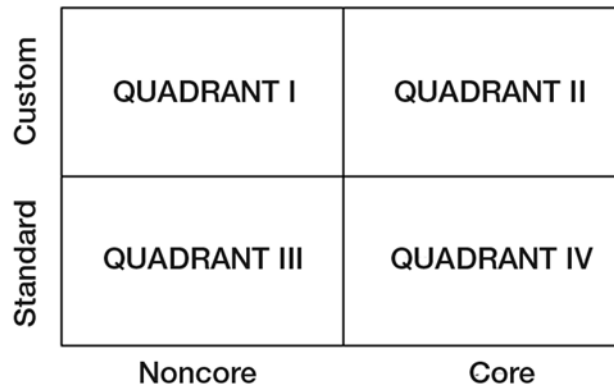 Custom
QUADRANT I
QUADRANT II
Standard
QUADRANT III
QUADRANT IV
Noncore
Core